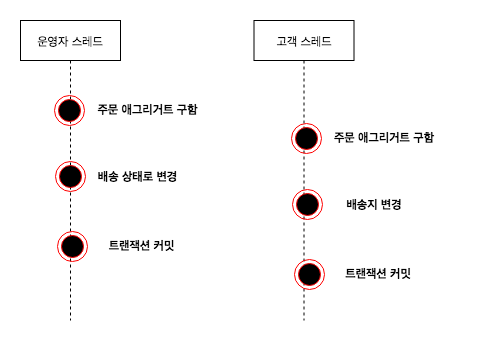 운영자 스레드
고객 스레드
주문 애그리거트 구함
주문 애그리거트 구함
배송 상태로 변경
배송지 변경
트랜잭션 커밋
트랜잭션 커밋